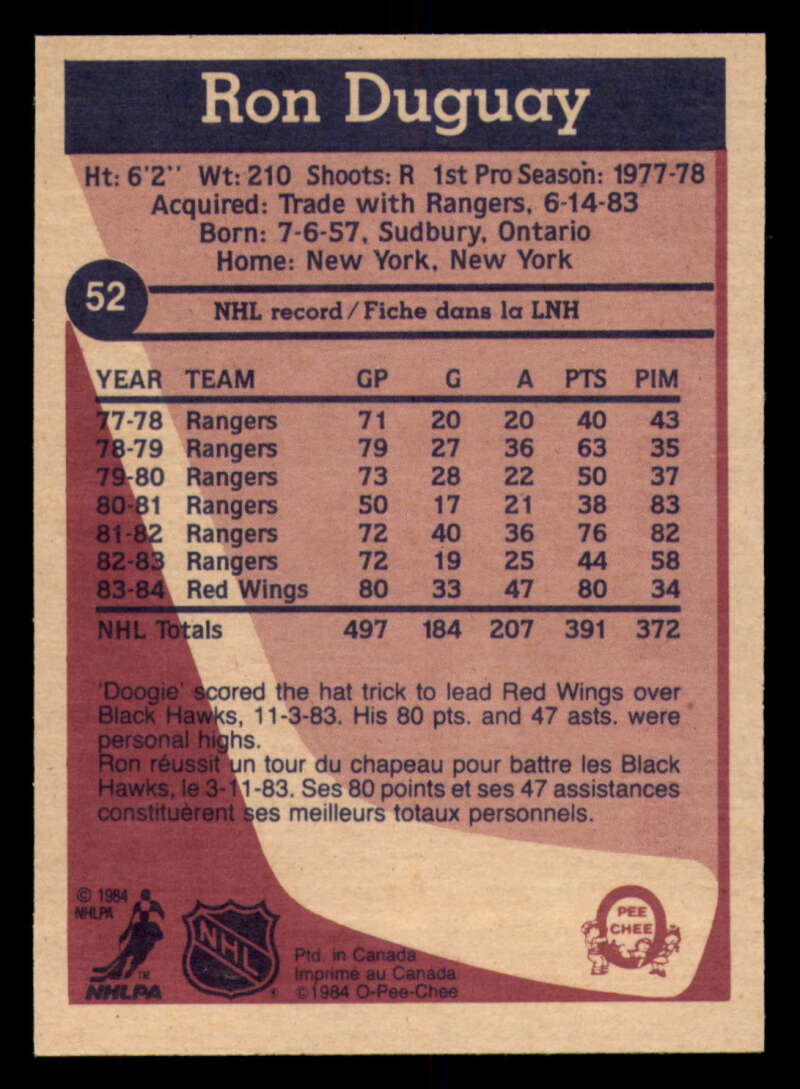 Ron Duguay
Ht: 6'2'' Wt: 210 Shoots: R 1st Pro Season: 1977-78
Acquired: Trade with Rangers, 6-14-83
Born: 7-6-57, Sudbury, Ontario
Home: New York, New York
52
NHL record / Fiche dans la LNH
YEAR TEAM GP G A PTS PIM
77-78 Rangers 71 20 20 40 43
78-79 Rangers 79 27 36 63 35
79-80 Rangers 73 28 22 50 37
80-81 Rangers 50 17 21 38 83
81-82 Rangers 72 40 36 76 82
82-83 Rangers 72 19 25 44 58
83-84 Red Wings 80 33 47 80 34
NHL Totals 497 184 207 391 372
'Doogie' scored the hat trick to lead Red Wings over
Black Hawks, 11-3-83. His 80 pts. and 47 asts. were
personal highs.
Ron réussit un tour du chapeau pour battre les Black
Hawks, le 3-11-83. Ses 80 points et ses 47 assistances
constituèrent ses meilleurs totaux personnels.
© 1984
NHLPA
TM
NHLPA
NHL
®
Ptd. in Canada
Imprimé au Canada
© 1984 O-Pee-Chee
PEE
CHEE